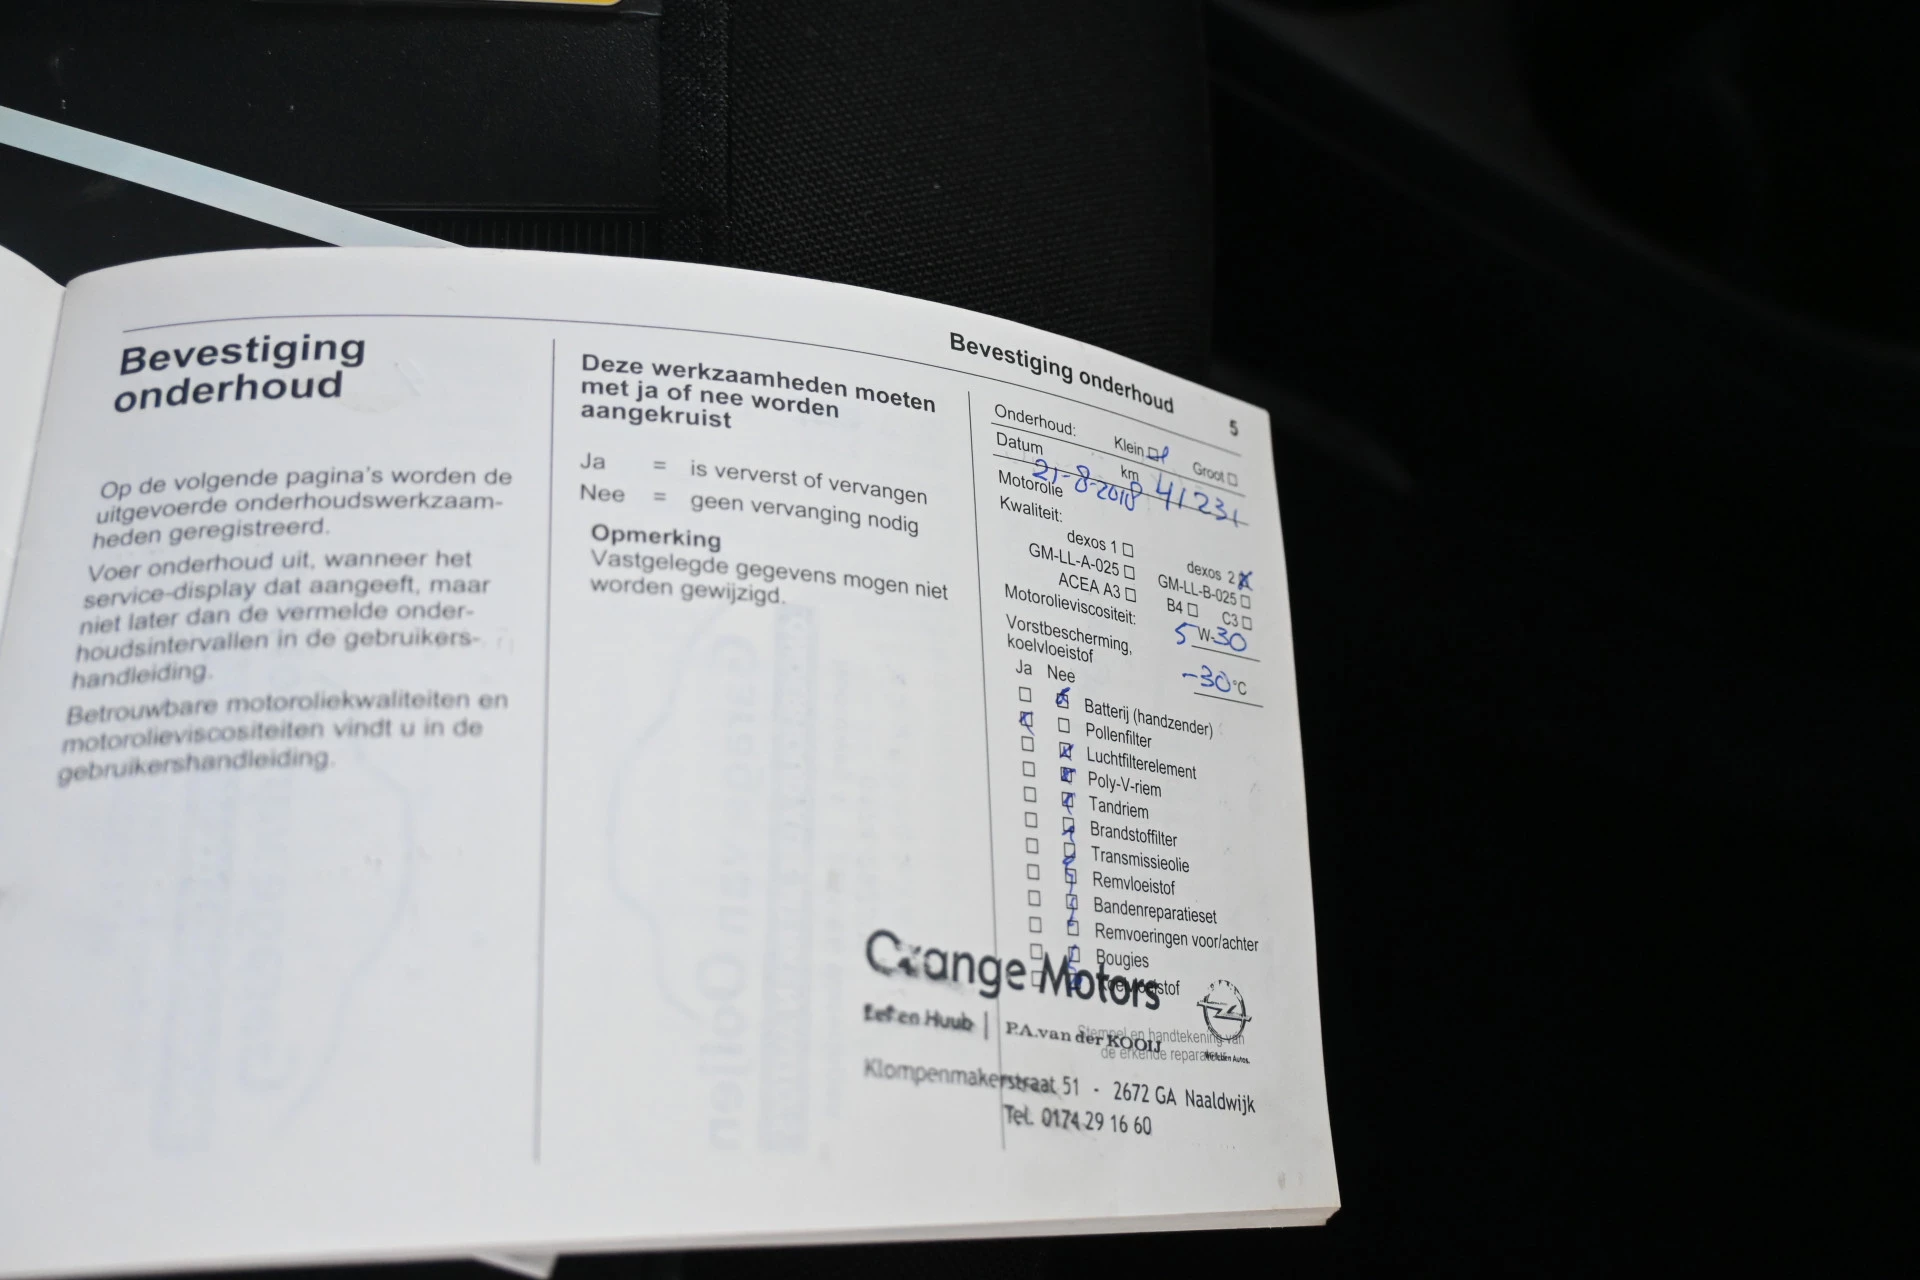 Bevestiging onderhoud
5
Bevestiging
onderhoud
Op de volgende pagina's worden de
uitgevoerde onderhoudswerkzaam-
heden geregistreerd.
Voer onderhoud uit, wanneer het
service-display dat aangeeft, maar
niet later dan de vermelde onder-
houdsintervallen in de gebruikers-
handleiding.
Betrouwbare motoroliekwaliteiten en
motorolieviscositeiten vindt u in de
gebruikershandleiding.
Deze werkzaamheden moeten
met ja of nee worden
aangekruist
Ja = is ververst of vervangen
Nee = geen vervanging nodig
Opmerking
Vastgelegde gegevens mogen niet
worden gewijzigd.
Onderhoud: Klein Groot
Datum 21-8-2018 km 41231
Motorolie
Kwaliteit:
dexos 1 dexos 2
GM-LL-A-025 GM-LL-B-025
ACEA A3 B4 C3
Motorolieviscositeit: 5 W-30
Vorstbescherming,
koelvloeistof -30 °C
Ja Nee
Batterij (handzender)
Pollenfilter
Luchtfilterelement
Poly-V-riem
Tandriem
Brandstoffilter
Transmissieolie
Remvloeistof
Bandenreparatieset
Remvoeringen voor/achter
Bougies
Koelvloeistof
Stempel en handtekening van
de erkende reparateur
Orange Motors
Eef en Huub | P.A.van der KOOIJ
Klompenmakerstraat 51 - 2672 GA Naaldwijk
Tel. 0174 29 16 60